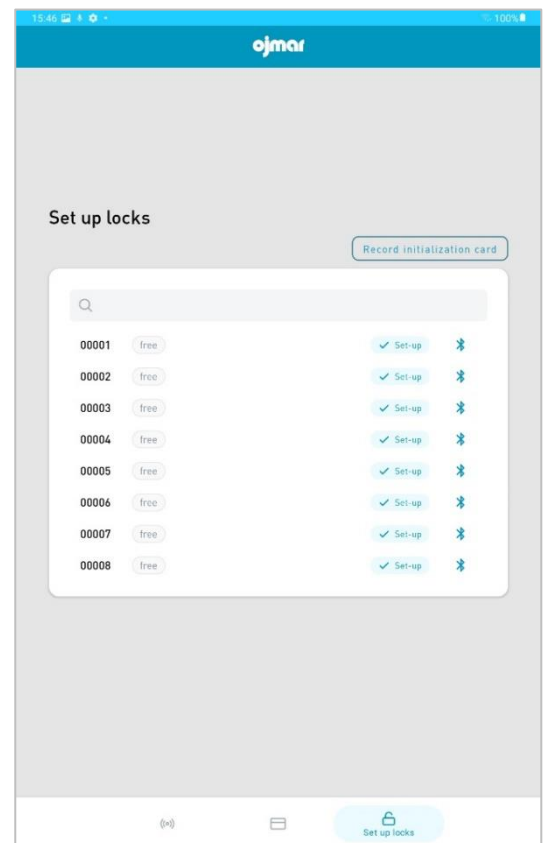 15:46 100%
ojmar
Set up locks
Record initialization card
00001 free Set-up
00002 free Set-up
00003 free Set-up
00004 free Set-up
00005 free Set-up
00006 free Set-up
00007 free Set-up
00008 free Set-up
Set up locks